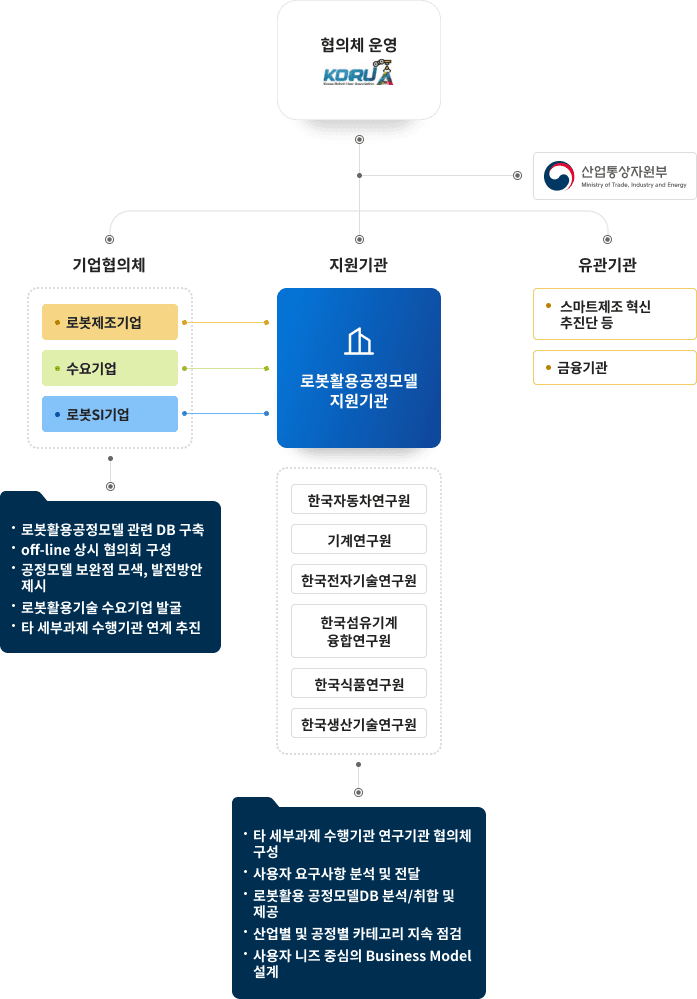 협의체 운영
KORUA
Korea Robot User Association
산업통상자원부
Ministry of Trade, Industry and Energy
기업협의체
로봇제조기업
수요기업
로봇SI기업
지원기관
로봇활용공정모델
지원기관
유관기관
스마트제조 혁신
추진단 등
금융기관
로봇활용공정모델 관련 DB 구축
off-line 상시 협의회 구성
공정모델 보완점 모색, 발전방안
제시
로봇활용기술 수요기업 발굴
타 세부과제 수행기관 연계 추진
한국자동차연구원
기계연구원
한국전자기술연구원
한국섬유기계
융합연구원
한국식품연구원
한국생산기술연구원
타 세부과제 수행기관 연구기관 협의체
구성
사용자 요구사항 분석 및 전달
로봇활용 공정모델DB 분석/취합 및
제공
산업별 및 공정별 카테고리 지속 점검
사용자 니즈 중심의 Business Model
설계